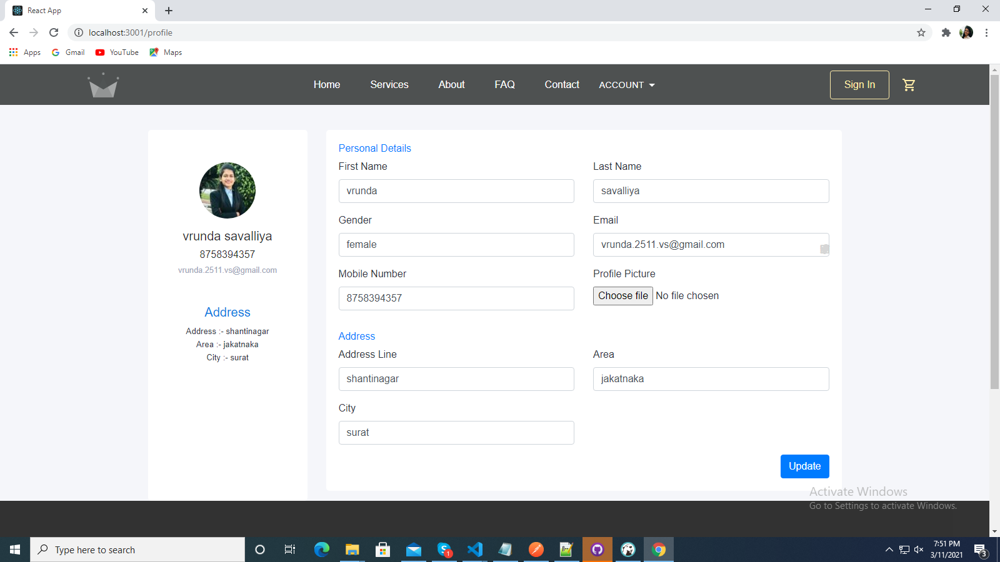 React App
localhost:3001/profile
Apps Gmail YouTube Maps
Home Services About FAQ Contact ACCOUNT Sign In
vrunda savalliya
8758394357
vrunda.2511.vs@gmail.com
Address
Address :- shantinagar
Area :- jakatnaka
City :- surat
Personal Details
First Name Last Name
vrunda savalliya
Gender Email
female vrunda.2511.vs@gmail.com
Mobile Number Profile Picture
8758394357 Choose file No file chosen
Address
Address Line Area
shantinagar jakatnaka
City
surat
Update
Activate Windows
Go to Settings to activate Windows.
Type here to search
1
7:51 PM
3/11/2021
3